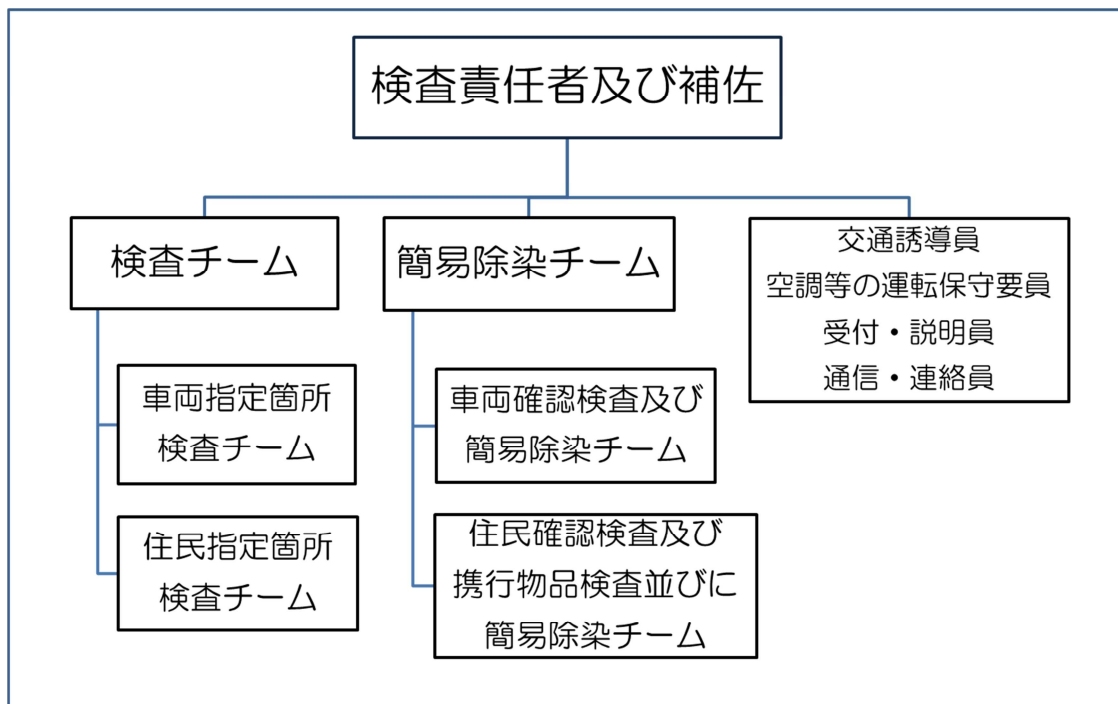 検査責任者及び補佐
検査チーム
車両指定箇所
検査チーム
住民指定箇所
検査チーム
簡易除染チーム
車両確認検査及び
簡易除染チーム
住民確認検査及び
携行物品検査並びに
簡易除染チーム
交通誘導員
空調等の運転保守要員
受付・説明員
通信・連絡員